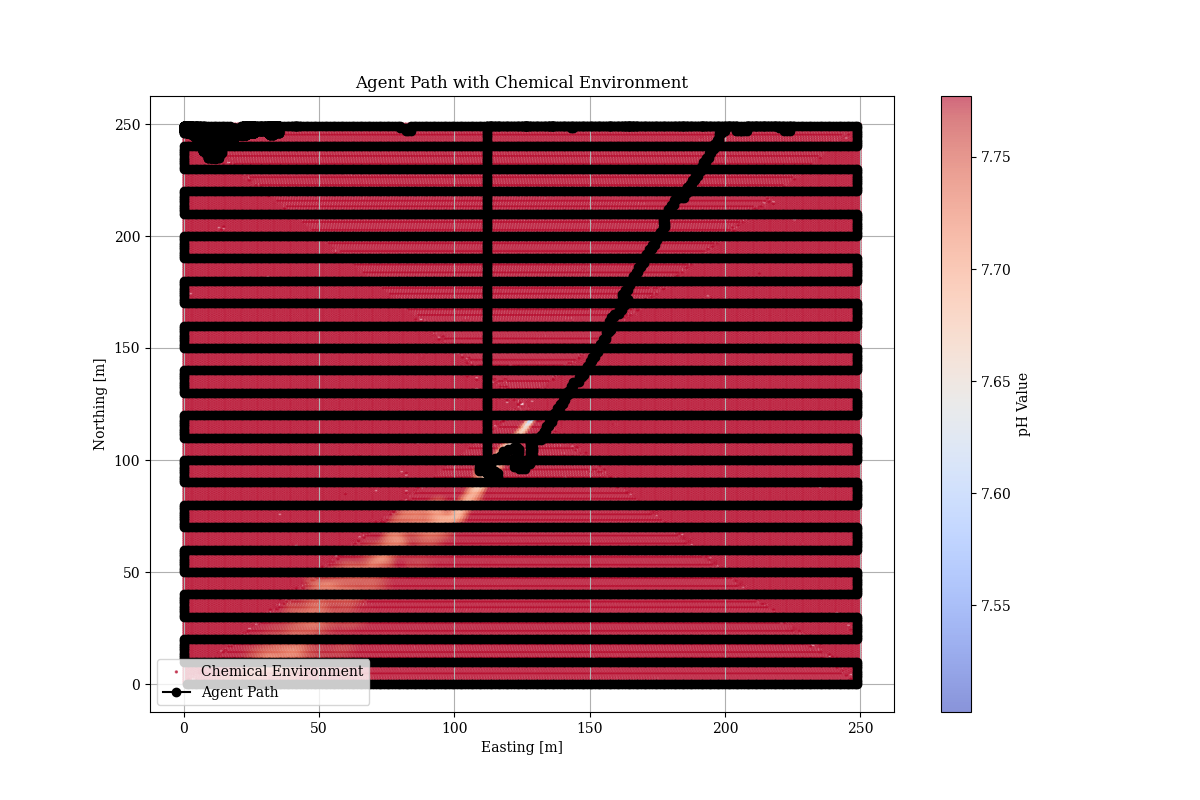 Agent Path with Chemical Environment
250
200
150
100
50
0
Northing [m]
0
50
100
150
200
250
Easting [m]
Chemical Environment
Agent Path
7.75
7.70
7.65
7.60
7.55
pH Value